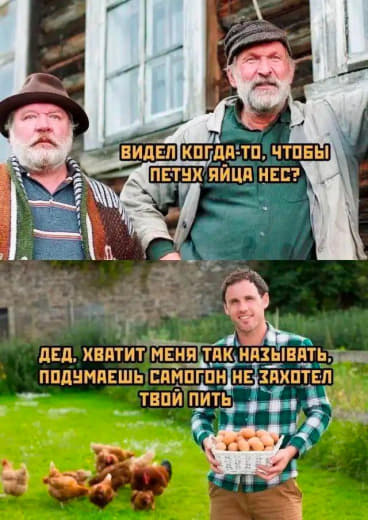 ВИДЕЛ КОГДА-ТО, ЧТОБЫ
ПЕТУХ ЯЙЦА НЕС?
ДЕД, ХВАТИТ МЕНЯ ТАК НАЗЫВАТЬ,
ПОДУМАЕШЬ САМОГОН НЕ ЗАХОТЕЛ
ТВОЙ ПИТЬ